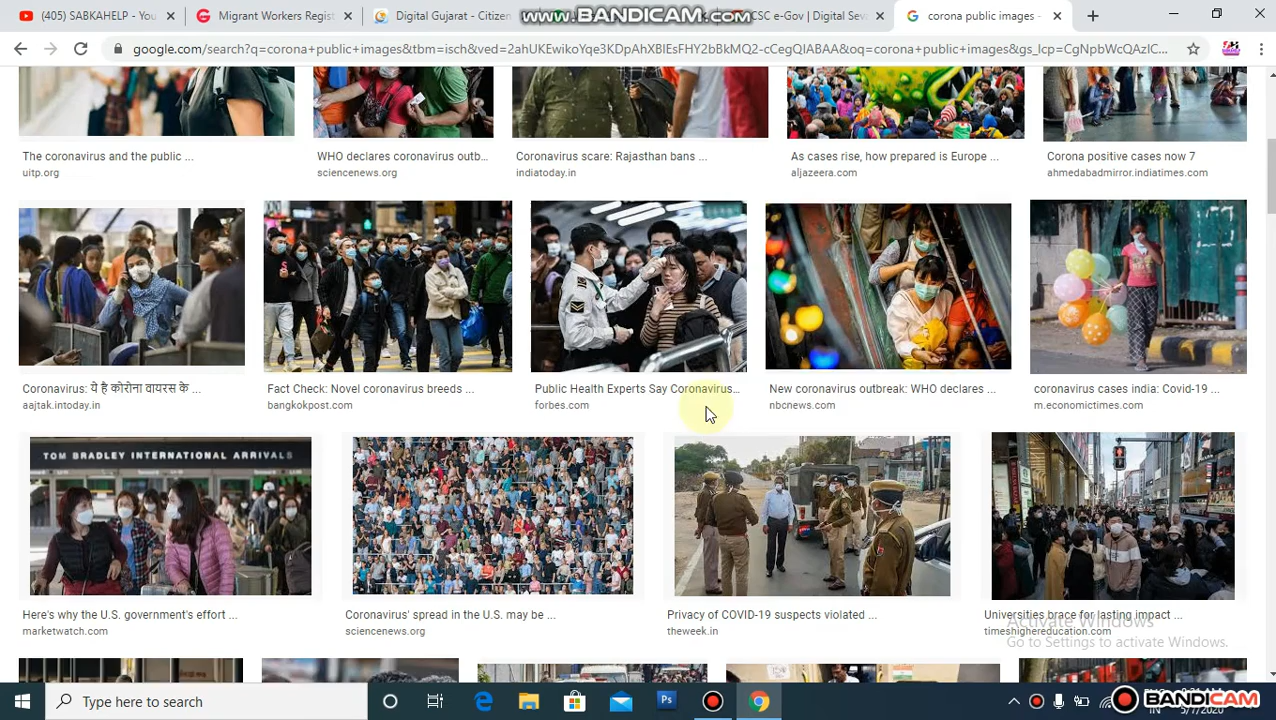 (405) SABKAHELP - You
Migrant Workers Regist
Digital Gujarat - Citizen
CSC e-Gov | Digital Seva
corona public images -
www.BANDICAM.com
google.com/search?q=corona+public+images&tbm=isch&ved=2ahUKEwikoYqe3KDpAhXBIEsFHY2bBkMQ2-cCegQIABAA&oq=corona+public+images&gs_lcp=CgNpbWcQAzIC...
The coronavirus and the public ...
uitp.org
WHO declares coronavirus outb...
sciencenews.org
Coronavirus scare: Rajasthan bans ...
indiatoday.in
As cases rise, how prepared is Europe ...
aljazeera.com
Corona positive cases now 7
ahmedabadmirror.indiatimes.com
Coronavirus: ये है कोरोना वायरस के ...
aajtak.intoday.in
Fact Check: Novel coronavirus breeds ...
bangkokpost.com
Public Health Experts Say Coronavirus...
forbes.com
New coronavirus outbreak: WHO declares ...
nbcnews.com
coronavirus cases india: Covid-19 ...
m.economictimes.com
TOM BRADLEY INTERNATIONAL ARRIVALS
Here's why the U.S. government's effort ...
marketwatch.com
Coronavirus' spread in the U.S. may be ...
sciencenews.org
Privacy of COVID-19 suspects violated ...
theweek.in
Universities brace for lasting impact ...
timeshighereducation.com
Activate Windows
Go to Settings to activate Windows.
Type here to search
Ps
IN
5/7/2020
BANDICAM